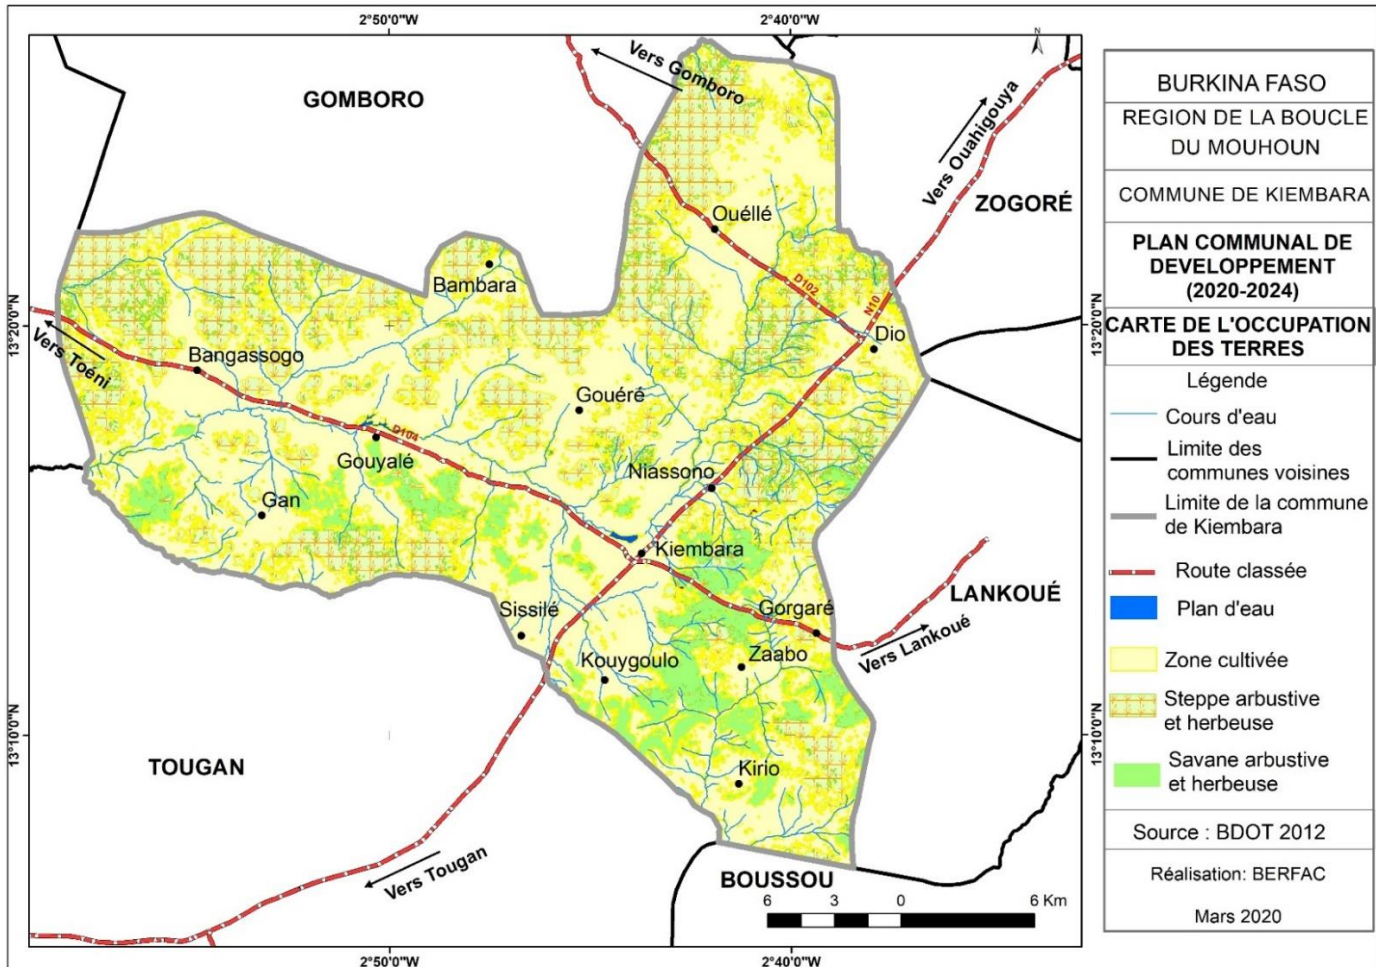 2°50'0"W
2°40'0"W
N
Vers Gomboro
GOMBORO
Vers Ouahigouya
ZOGORÉ
Ouéllé
Bambara
D102
N10
13°20'0"N
13°20'0"N
Vers Toéni
Dio
Bangassogo
Gouéré
D104
Gouyalé
Niassono
Gan
Kiembara
LANKOUÉ
Sissilé
Gorgaré
Vers Lankoué
Kouygoulo
Zaabo
13°10'0"N
13°10'0"N
TOUGAN
Kirio
Vers Tougan
BOUSSOU
6 3 0 6 Km
2°50'0"W
2°40'0"W
BURKINA FASO
REGION DE LA BOUCLE
DU MOUHOUN
COMMUNE DE KIEMBARA
PLAN COMMUNAL DE
DEVELOPPEMENT
(2020-2024)
CARTE DE L'OCCUPATION
DES TERRES
Légende
Cours d'eau
Limite des
communes voisines
Limite de la commune
de Kiembara
Route classée
Plan d'eau
Zone cultivée
Steppe arbustive
et herbeuse
Savane arbustive
et herbeuse
Source : BDOT 2012
Réalisation: BERFAC
Mars 2020